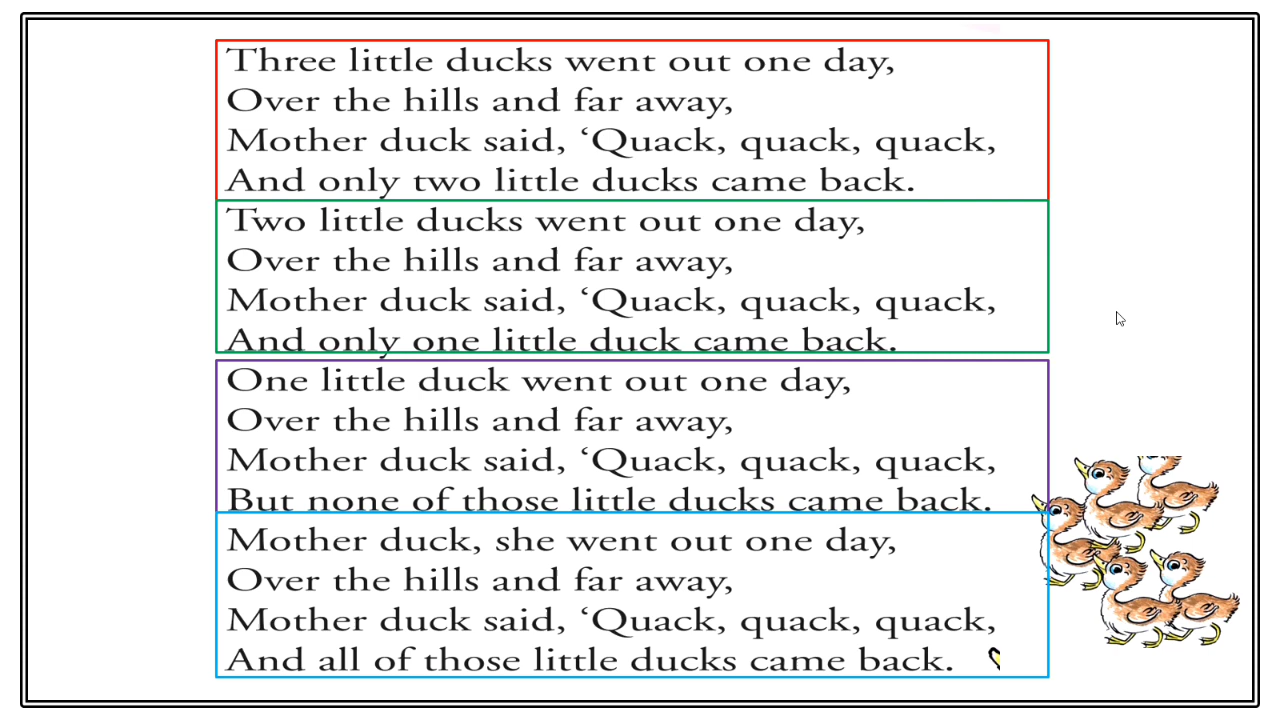 Three little ducks went out one day,
Over the hills and far away,
Mother duck said, ‘Quack, quack, quack,
And only two little ducks came back.
Two little ducks went out one day,
Over the hills and far away,
Mother duck said, ‘Quack, quack, quack,
And only one little duck came back.
One little duck went out one day,
Over the hills and far away,
Mother duck said, ‘Quack, quack, quack,
But none of those little ducks came back.
Mother duck, she went out one day,
Over the hills and far away,
Mother duck said, ‘Quack, quack, quack,
And all of those little ducks came back.